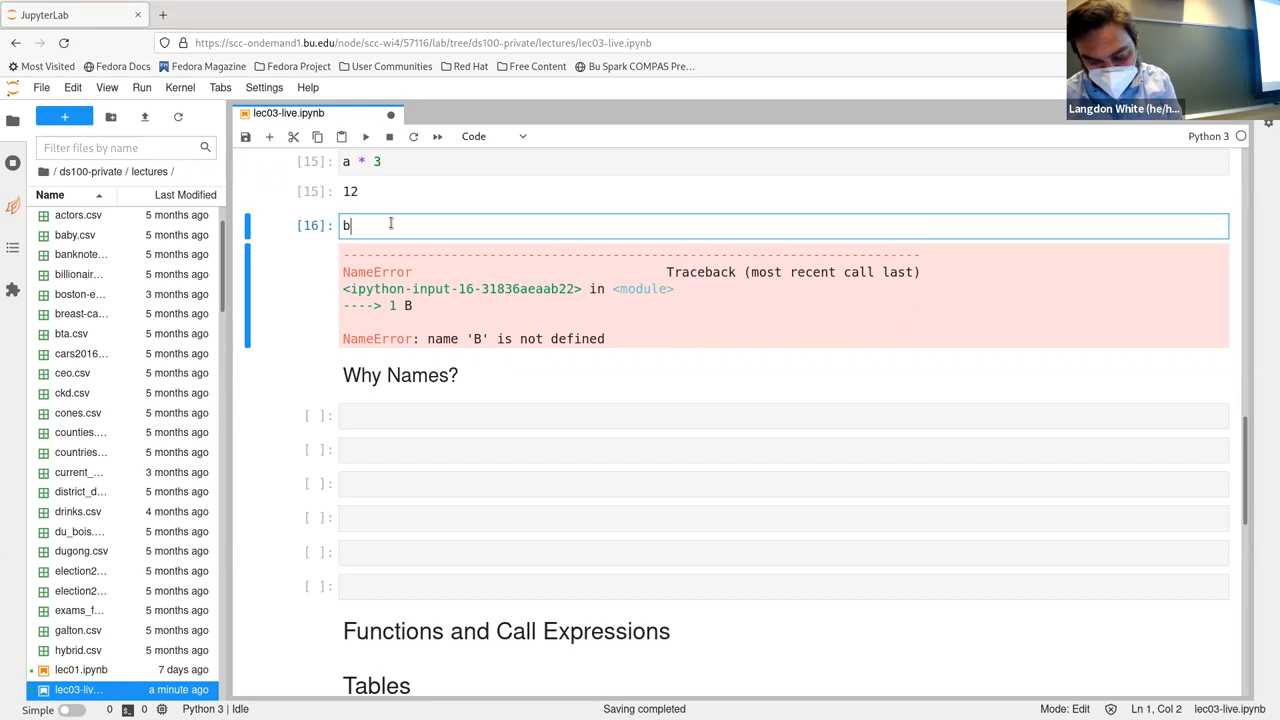 JupyterLab
https://scc-ondemand1.bu.edu/node/scc-wi4/57116/lab/tree/ds100-private/lectures/lec03-live.ipynb
Most Visited Fedora Docs Fedora Magazine Fedora Project User Communities Red Hat Free Content Bu Spark COMPAS Pre…
Langdon White (he/h...
File Edit View Run Kernel Tabs Settings Help
lec03-live.ipynb
Code
Python 3
Filter files by name
/ ds100-private / lectures /
Name Last Modified
actors.csv 5 months ago
baby.csv 5 months ago
banknote... 5 months ago
billionair... 5 months ago
boston-e... 3 months ago
breast-ca... 5 months ago
bta.csv 5 months ago
cars2016... 5 months ago
ceo.csv 5 months ago
ckd.csv 5 months ago
cones.csv 5 months ago
counties.... 5 months ago
countries... 5 months ago
current_... 3 months ago
district_d... 5 months ago
drinks.csv 4 months ago
du_bois.... 5 months ago
dugong.csv 5 months ago
election2... 5 months ago
election2... 5 months ago
exams_f... 5 months ago
galton.csv 5 months ago
hybrid.csv 5 months ago
lec01.ipynb 7 days ago
lec03-liv... a minute ago
[15]: a * 3
[15]: 12
[16]: b
---------------------------------------------------------------------------
NameError Traceback (most recent call last)
<ipython-input-16-31836aeaab22> in <module>
----> 1 B
NameError: name 'B' is not defined
Why Names?
[ ]:
[ ]:
[ ]:
[ ]:
[ ]:
[ ]:
Functions and Call Expressions
Tables
Simple 0 0 Python 3 | Idle Saving completed Mode: Edit Ln 1, Col 2 lec03-live.ipynb